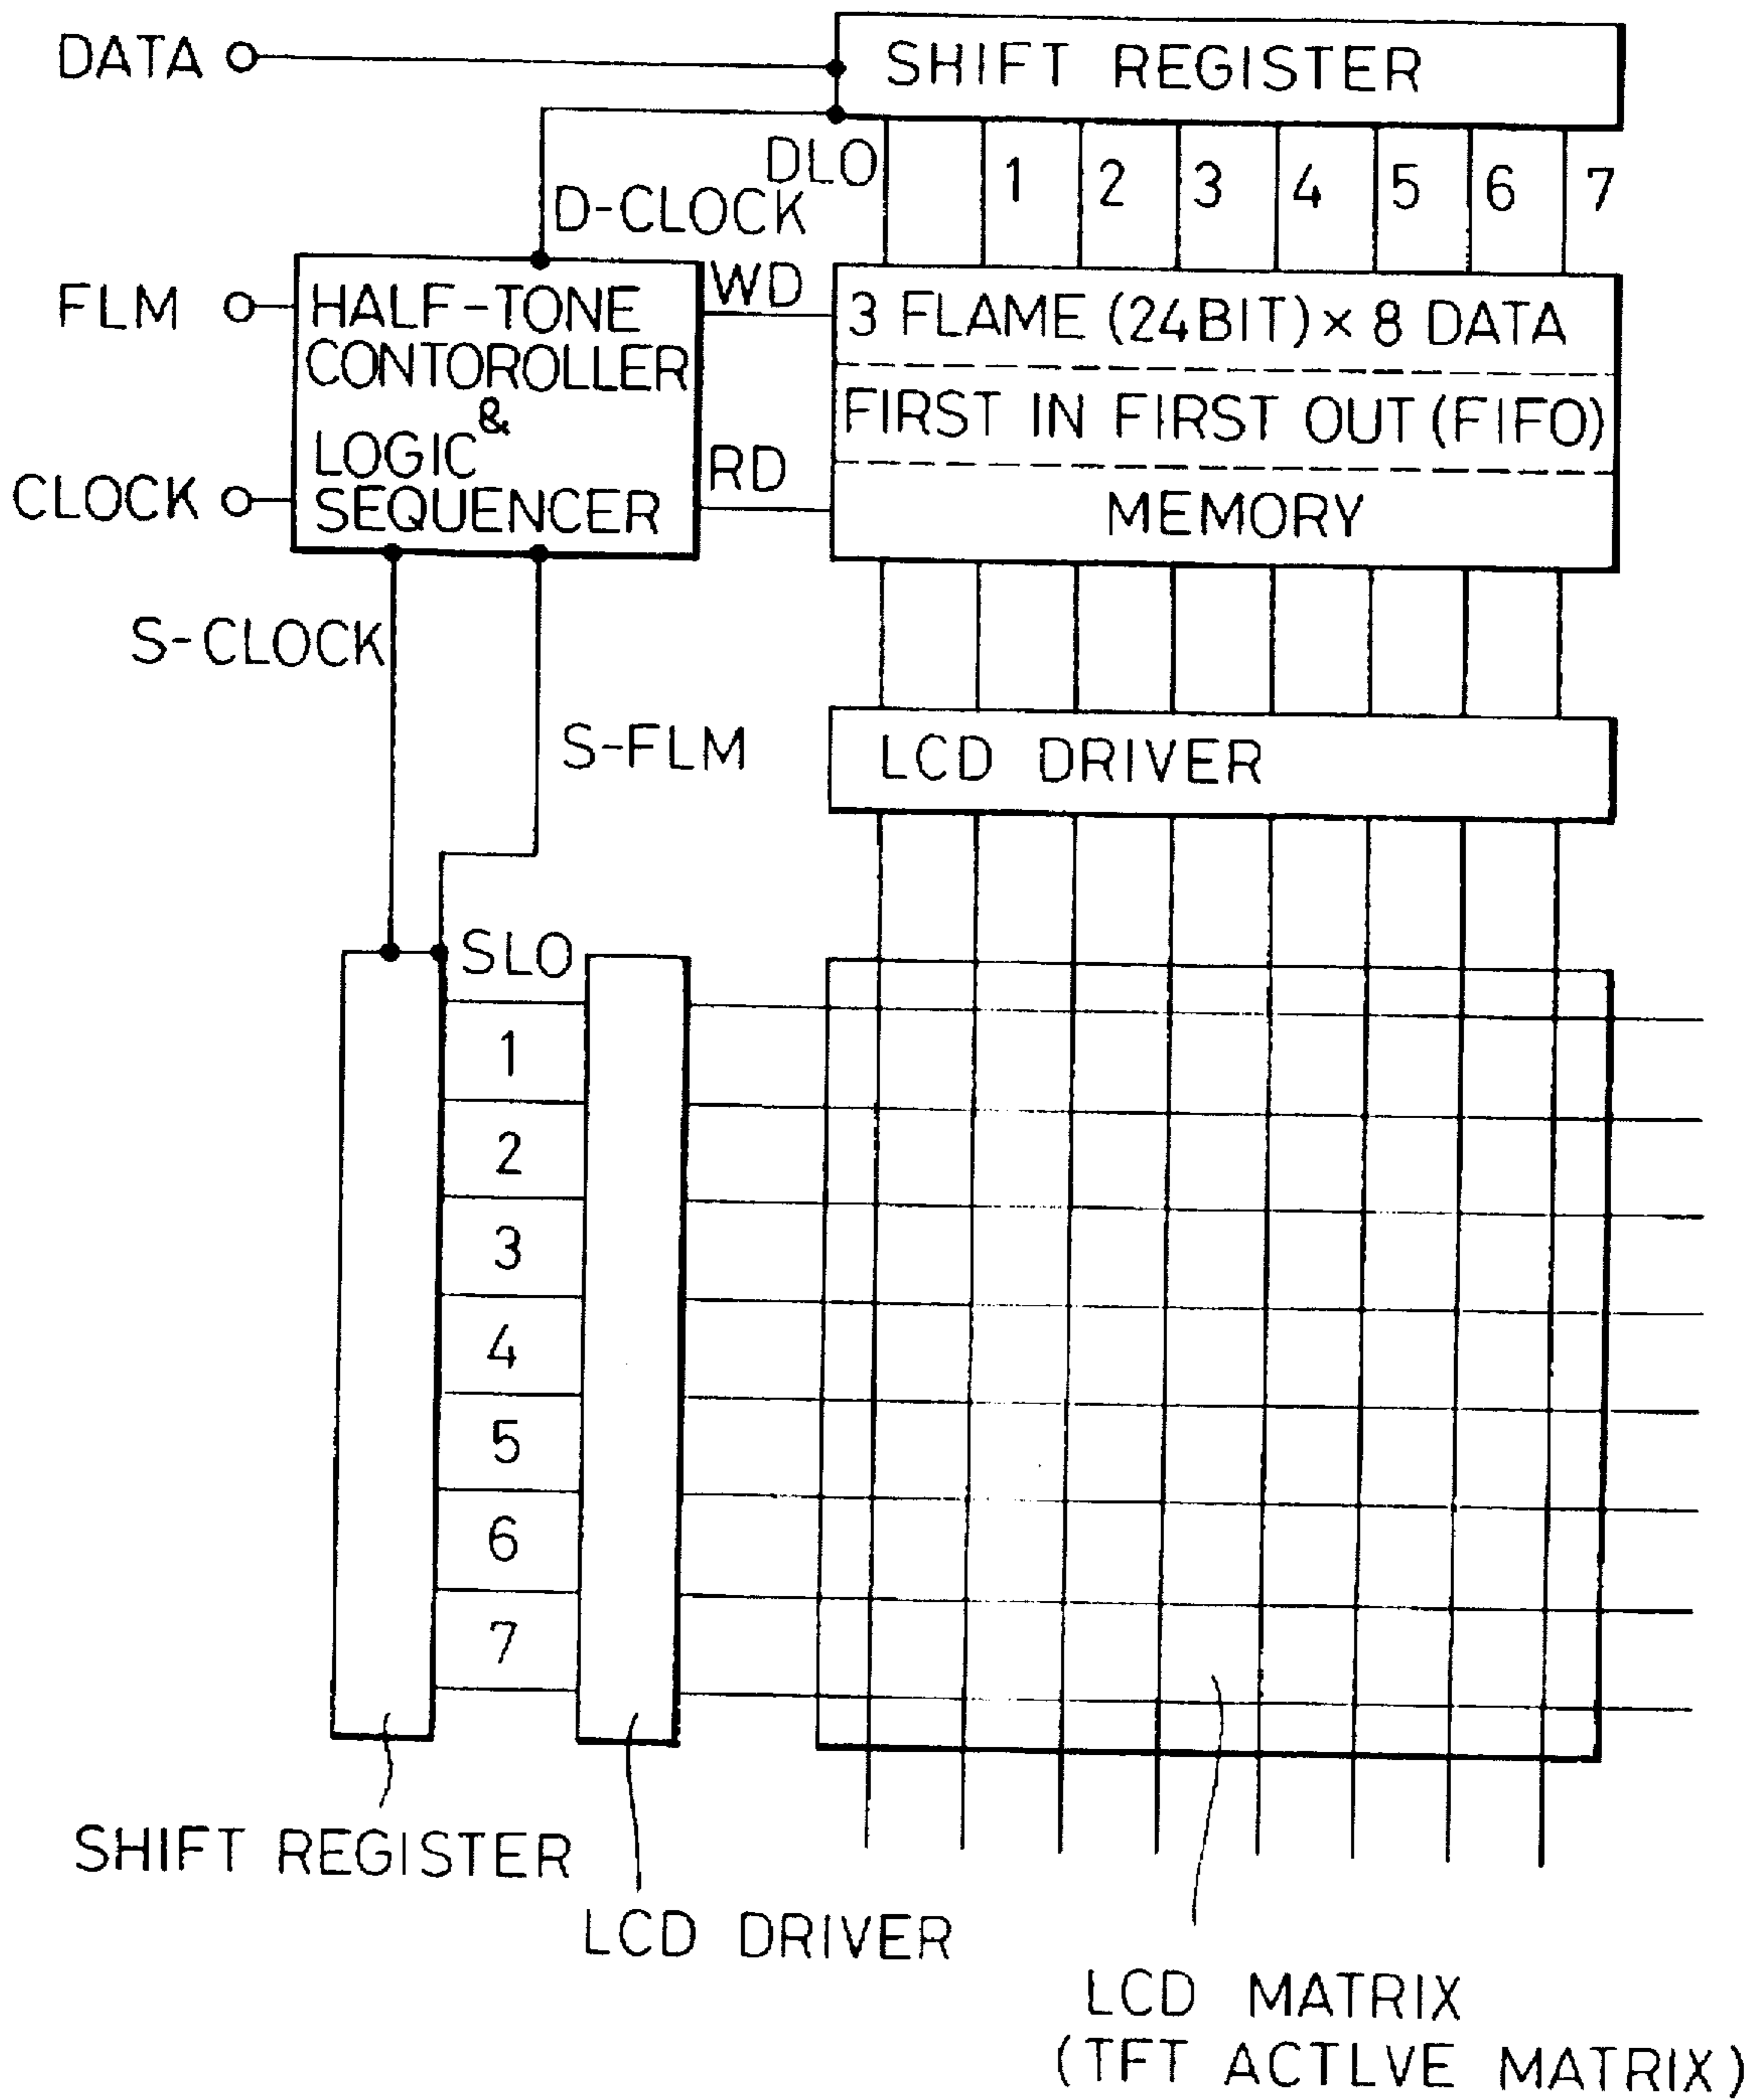 DATA
SHIFT REGISTER
DLO
1 2 3 4 5 6 7
D-CLOCK
FLM
HALF-TONE
CONTOROLLER
&
LOGIC
SEQUENCER
WD
3 FLAME (24BIT) × 8 DATA
FIRST IN FIRST OUT (FIFO)
RD
MEMORY
CLOCK
S-CLOCK
S-FLM
LCD DRIVER
SLO
1
2
3
4
5
6
7
SHIFT REGISTER
LCD DRIVER
LCD MATRIX
(TFT ACTLVE MATRIX)